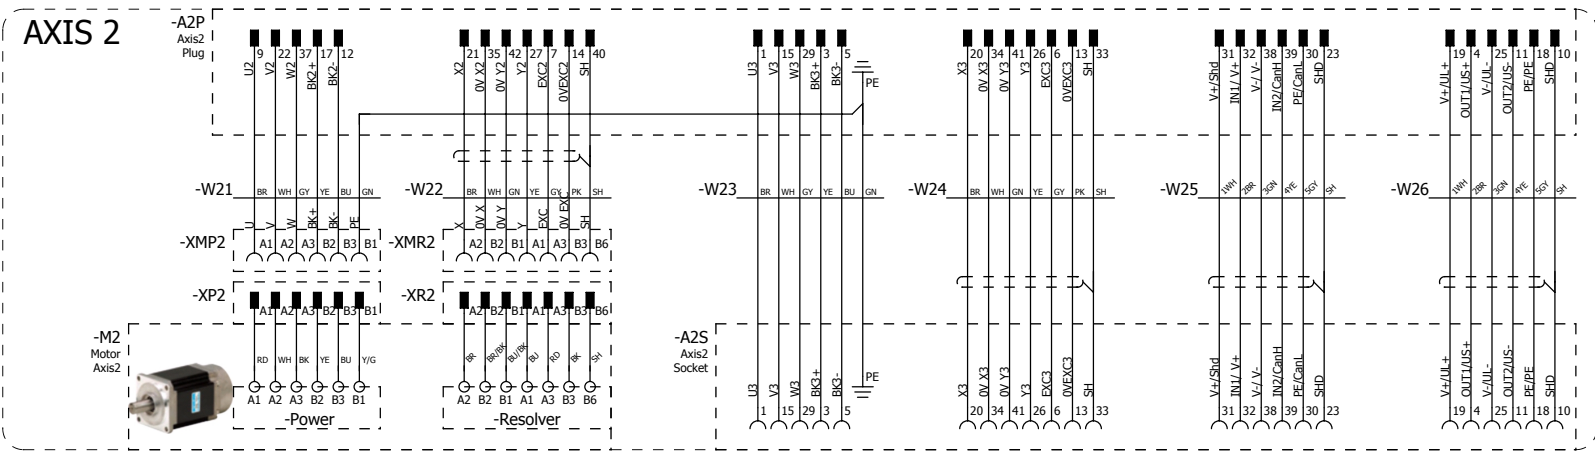 AXIS 2
-A2P
Axis2
Plug
9 22 37 17 12
U2 V2 W2 BK2+ BK2-
21 35 42 27 7 14 40
X2 0V X2 0V Y2 Y2 EXC2 0VEXC2 SH
1 15 29 3 5
U3 V3 W3 BK3+ BK3- PE
20 34 41 26 6 13 33
X3 0V X3 0V Y3 Y3 EXC3 0VEXC3 SH
31 32 38 39 30 23
V+/Shd IN1/ V+ V-/ V- IN2/CanH PE/CanL SHD
19 4 25 11 18 10
V+/UL+ OUT1/US+ V-/UL- OUT2/US- PE/PE SHD
-W21 BR WH GY YE BU GN
-W22 BR WH GN YE GY PK SH
-W23 BR WH GY YE BU GN
-W24 BR WH GN YE GY PK SH
-W25 1WH 2BR 3GN 4YE 5GY SH
-W26 1WH 2BR 3GN 4YE 5GY SH
U V W BK+ BK- PE
X 0V X 0V Y Y EXC 0V EXC SH
-XMP2 A1 A2 A3 B2 B3 B1
-XMR2 A2 B2 B1 A1 A3 B3 B6
-XP2 A1 A2 A3 B2 B3 B1
-XR2 A2 B2 B1 A1 A3 B3 B6
-M2
Motor
Axis2
RD WH BK YE BU Y/G
A1 A2 A3 B2 B3 B1
-Power
BR BR/BK BU/BK BU RD BK SH
A2 B2 B1 A1 A3 B3 B6
-Resolver
-A2S
Axis2
Socket
U3 V3 W3 BK3+ BK3- PE
1 15 29 3 5
X3 0V X3 0V Y3 Y3 EXC3 0VEXC3 SH
20 34 41 26 6 13 33
V+/Shd IN1/ V+ V-/ V- IN2/CanH PE/CanL SHD
31 32 38 39 30 23
V+/UL+ OUT1/US+ V-/UL- OUT2/US- PE/PE SHD
19 4 25 11 18 10